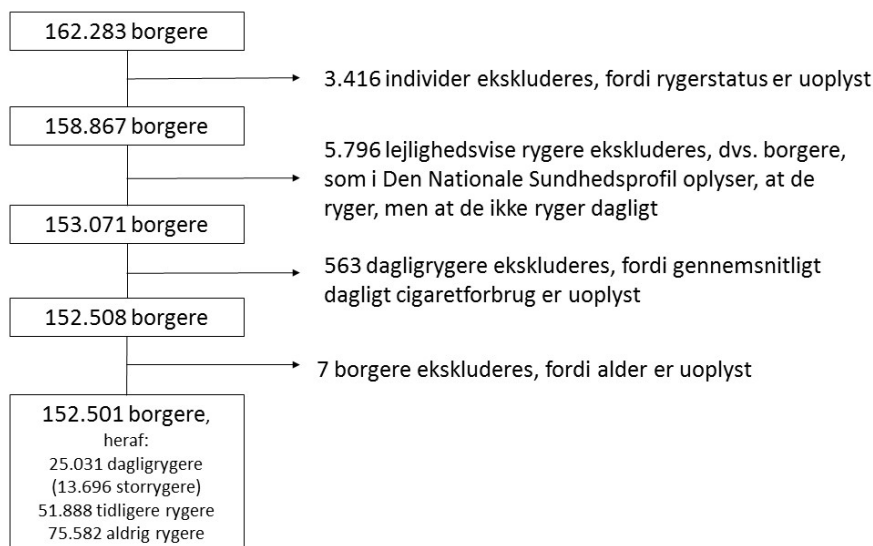 162.283 borgere
3.416 individer ekskluderes, fordi rygerstatus er uoplyst
158.867 borgere
5.796 lejlighedsvise rygere ekskluderes, dvs. borgere,
som i Den Nationale Sundhedsprofil oplyser, at de
ryger, men at de ikke ryger dagligt
153.071 borgere
563 dagligrygere ekskluderes, fordi gennemsnitligt
dagligt cigaretforbrug er uoplyst
152.508 borgere
7 borgere ekskluderes, fordi alder er uoplyst
152.501 borgere,
heraf:
25.031 dagligrygere
(13.696 storrygere)
51.888 tidligere rygere
75.582 aldrig rygere